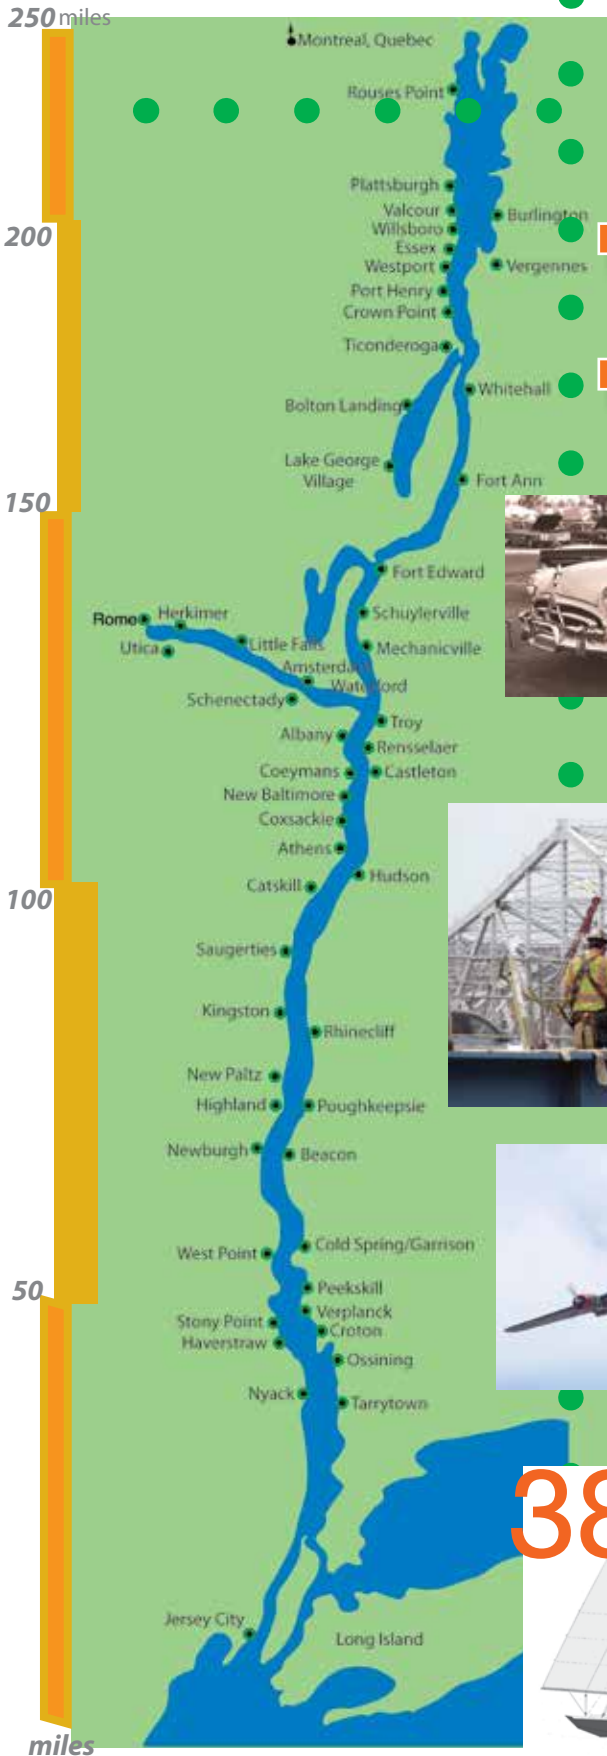 250 miles
Montreal, Quebec
Rouses Point
Plattsburgh
Valcour
Burlington
Willsboro
200
Essex
Westport
Vergennes
Port Henry
Crown Point
Ticonderoga
Whitehall
Bolton Landing
Lake George
Village
Fort Ann
150
Fort Edward
Rome
Herkimer
Schuylerville
Utica
Little Falls
Mechanicville
Amsterdam
Waterford
Schenectady
Troy
Albany
Rensselaer
Coeymans
Castleton
New Baltimore
Coxsackie
Athens
Hudson
Catskill
100
Saugerties
Kingston
Rhinecliff
New Paltz
Highland
Poughkeepsie
Newburgh
Beacon
Cold Spring/Garrison
West Point
50
Peekskill
Verplanck
Stony Point
Croton
Haverstraw
Ossining
Nyack
Tarrytown
38
Jersey City
Long Island
miles